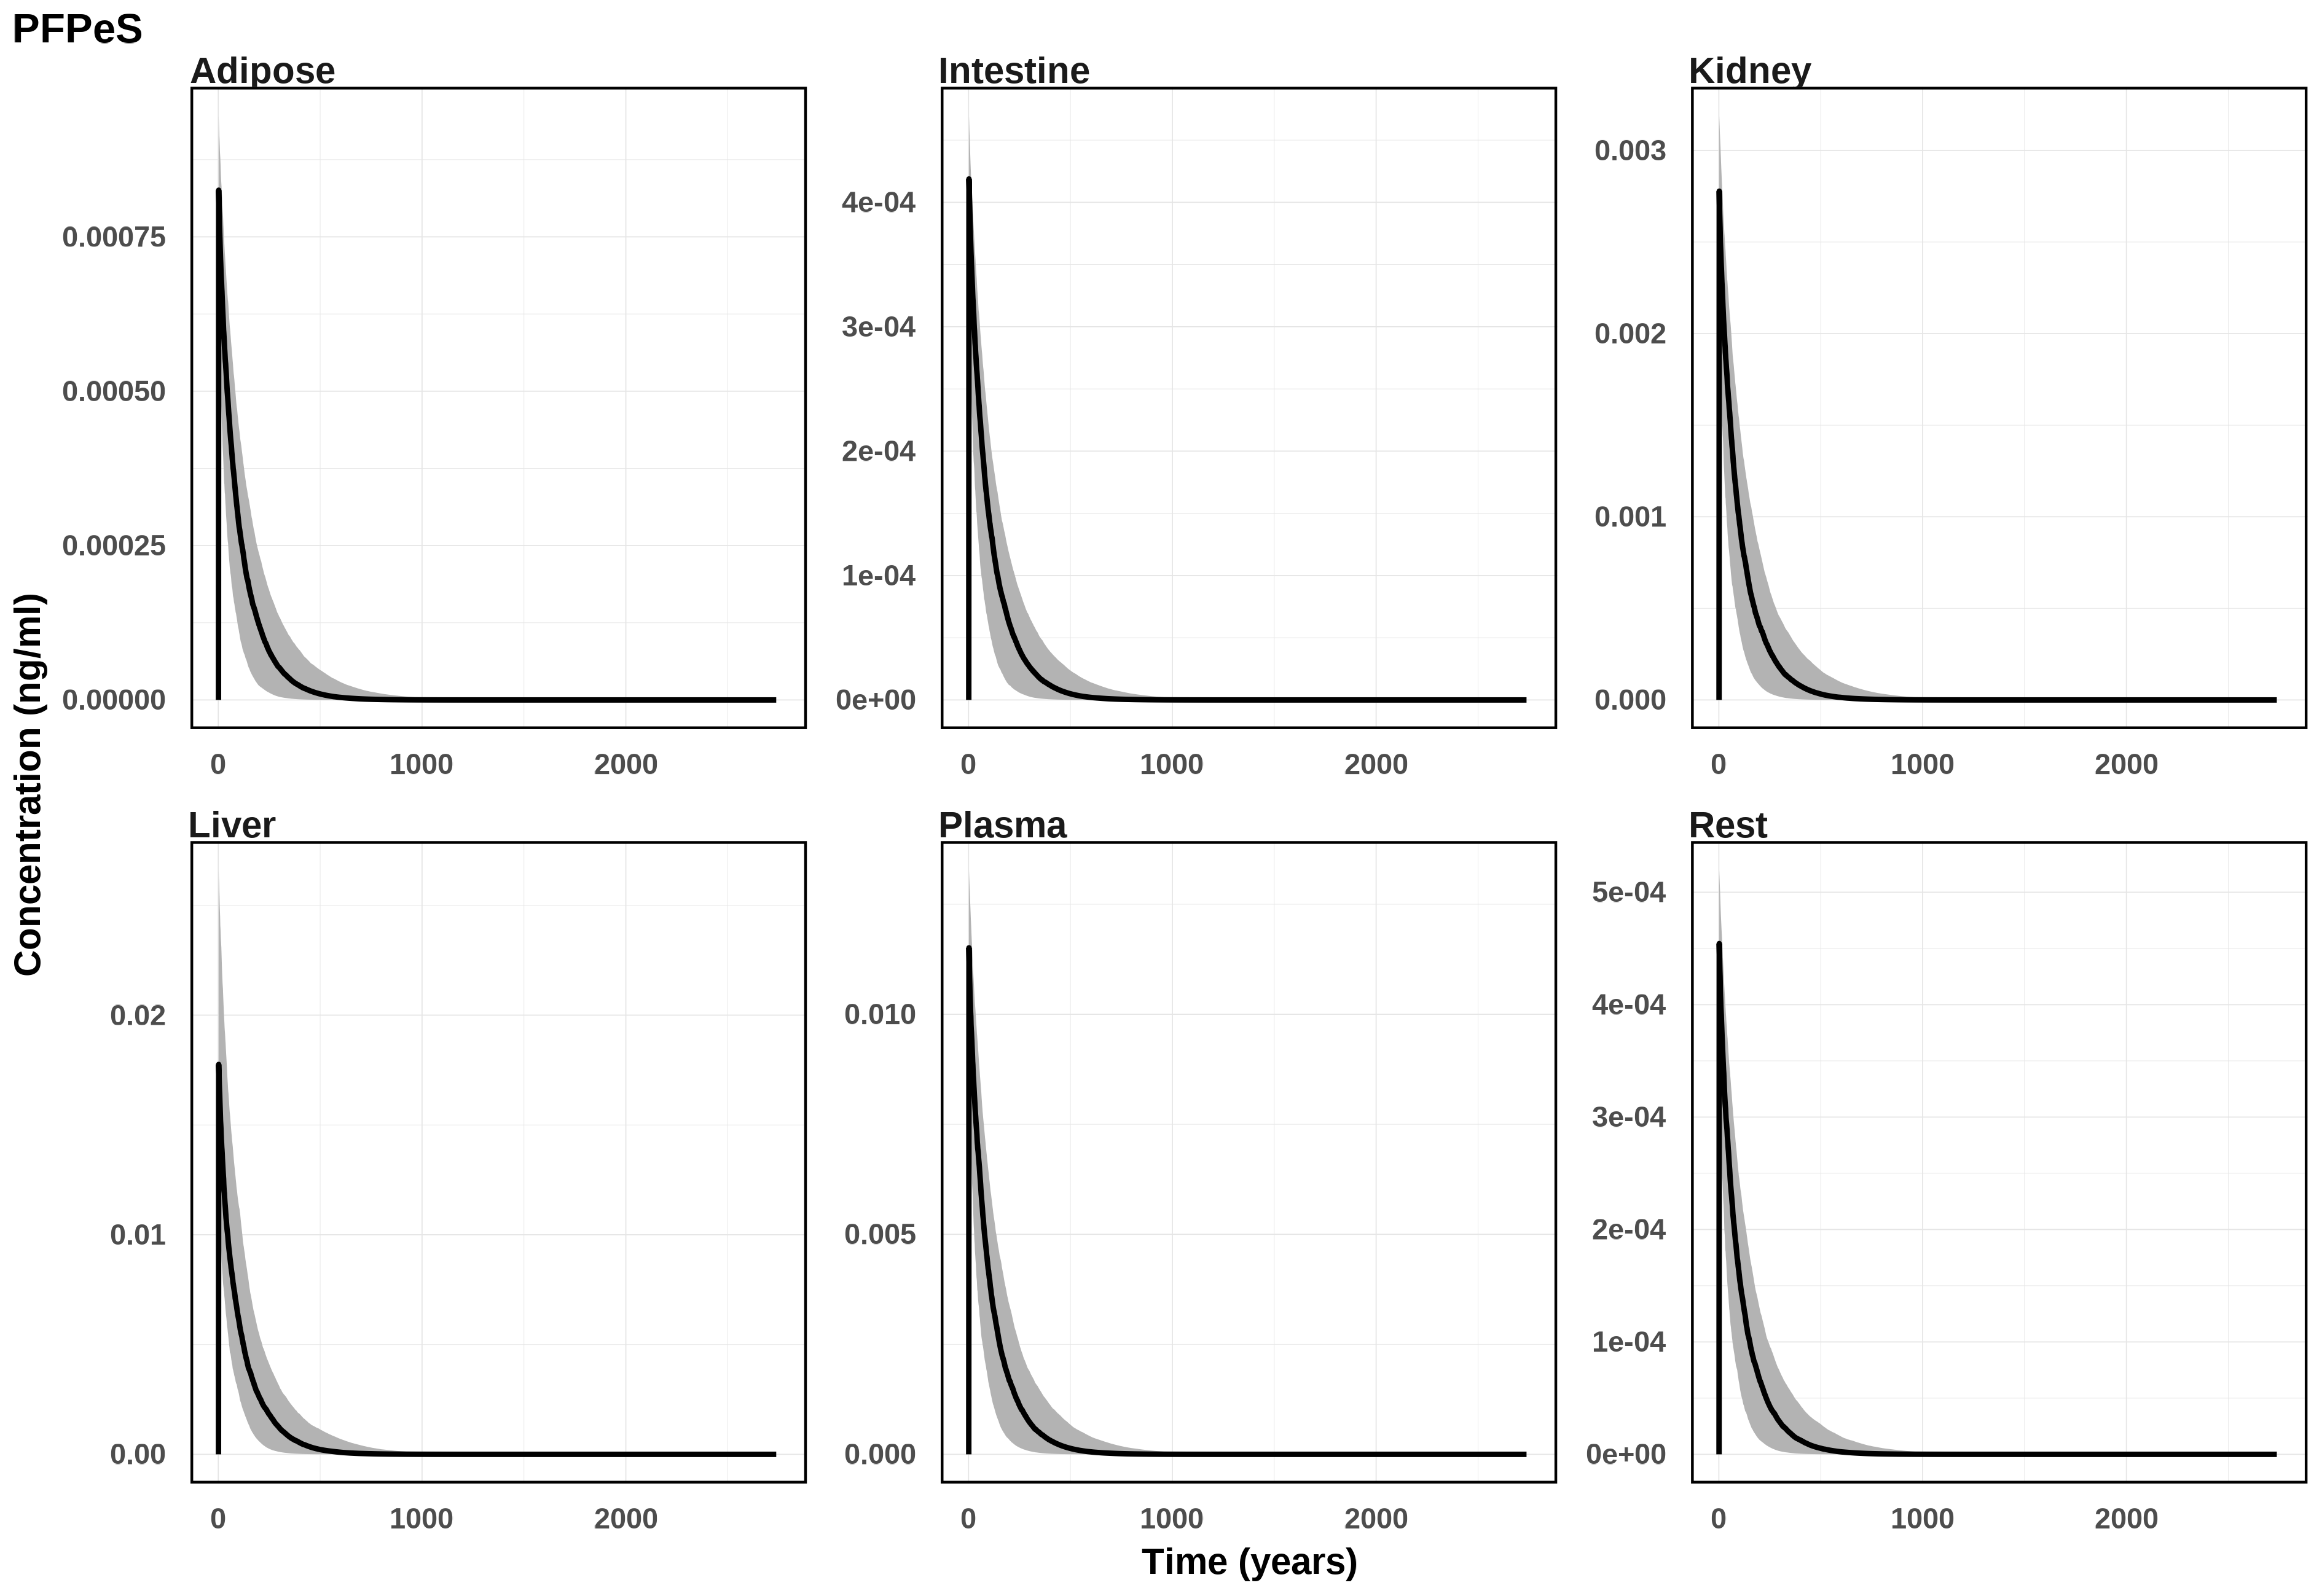 PFPeS
Adipose
Intestine
Kidney
0.00075
0.00050
0.00025
0.00000
4e-04
3e-04
2e-04
1e-04
0e+00
0.003
0.002
0.001
0.000
0 1000 2000
0 1000 2000
0 1000 2000
Concentration (ng/ml)
Liver
Plasma
Rest
0.02
0.01
0.00
0.010
0.005
0.000
5e-04
4e-04
3e-04
2e-04
1e-04
0e+00
0 1000 2000
0 1000 2000
0 1000 2000
Time (years)